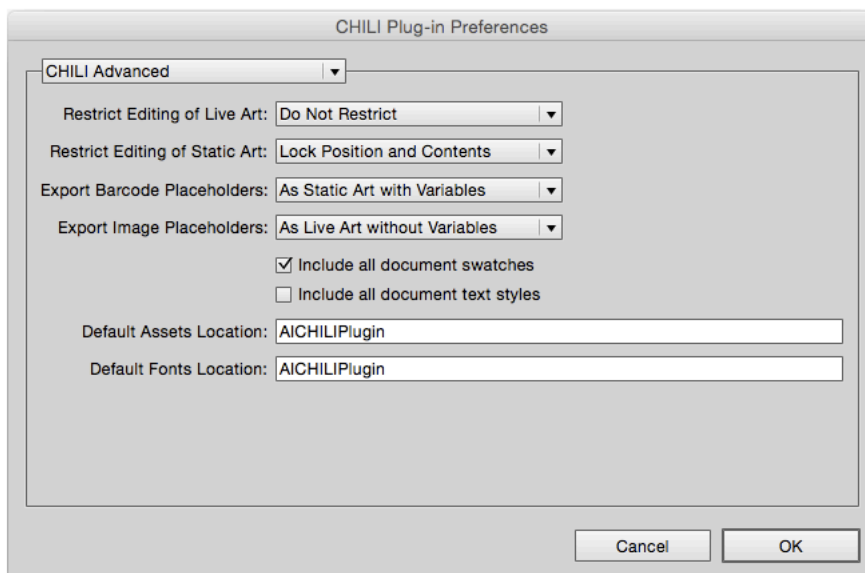 CHILI Plug-in Preferences
CHILI Advanced
Restrict Editing of Live Art: Do Not Restrict
Restrict Editing of Static Art: Lock Position and Contents
Export Barcode Placeholders: As Static Art with Variables
Export Image Placeholders: As Live Art without Variables
Include all document swatches
Include all document text styles
Default Assets Location: AICHILIPlugin
Default Fonts Location: AICHILIPlugin
Cancel OK